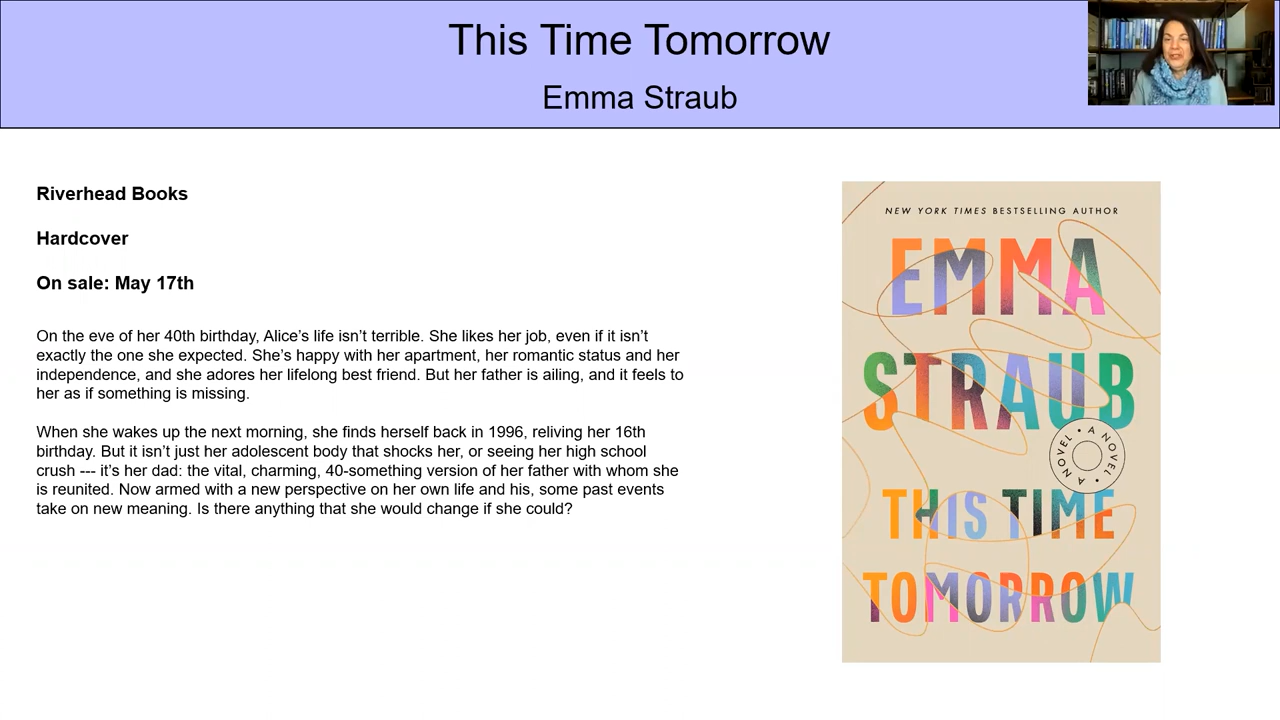 This Time Tomorrow
Emma Straub
Riverhead Books
Hardcover
On sale: May 17th
On the eve of her 40th birthday, Alice’s life isn’t terrible. She likes her job, even if it isn’t
exactly the one she expected. She’s happy with her apartment, her romantic status and her
independence, and she adores her lifelong best friend. But her father is ailing, and it feels to
her as if something is missing.
When she wakes up the next morning, she finds herself back in 1996, reliving her 16th
birthday. But it isn’t just her adolescent body that shocks her, or seeing her high school
crush --- it’s her dad: the vital, charming, 40-something version of her father with whom she
is reunited. Now armed with a new perspective on her own life and his, some past events
take on new meaning. Is there anything that she would change if she could?
NEW YORK TIMES BESTSELLING AUTHOR
EMMA
STRAUB
A NOVEL • A NOVEL •
THIS TIME
TOMORROW